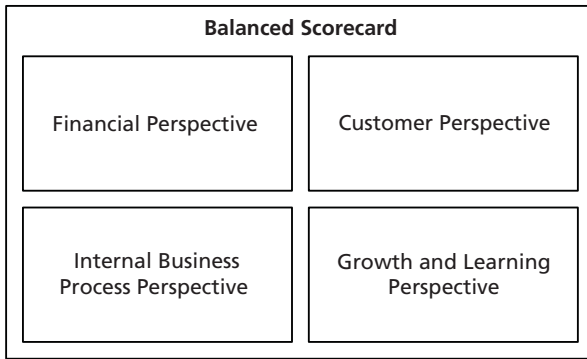 Balanced Scorecard
Financial Perspective
Customer Perspective
Internal Business
Process Perspective
Growth and Learning
Perspective